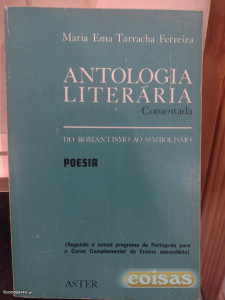 Maria Ema Tarracha Ferreira
ANTOLOGIA
LITERÁRIA
Comentada
DO ROMANTISMO AO SIMBOLISMO
POESIA
(Segundo o actual programa de Português para
o Curso Complementar do Ensino secundário)
ASTER
coisas